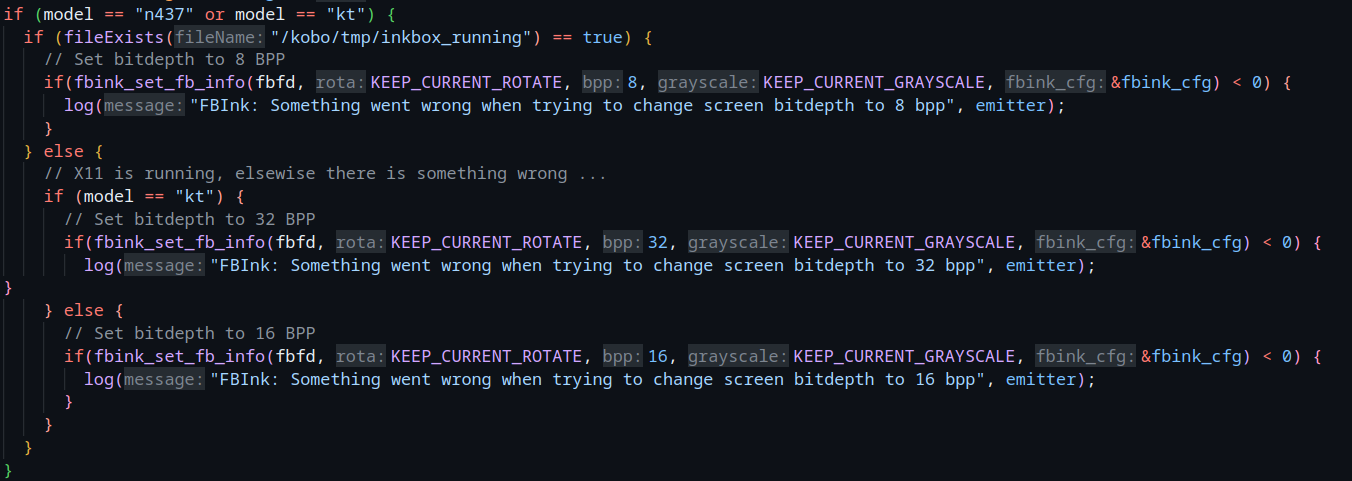 if (model == "n437" or model == "kt") {
if (fileExists(fileName: "/kobo/tmp/inkbox_running") == true) {
// Set bitdepth to 8 BPP
if(fbink_set_fb_info(fbfd, rota: KEEP_CURRENT_ROTATE, bpp: 8, grayscale: KEEP_CURRENT_GRAYSCALE, fbink_cfg: &fbink_cfg) < 0) {
log(message: "FBInk: Something went wrong when trying to change screen bitdepth to 8 bpp", emitter);
}
} else {
// X11 is running, elsewise there is something wrong ...
if (model == "kt") {
// Set bitdepth to 32 BPP
if(fbink_set_fb_info(fbfd, rota: KEEP_CURRENT_ROTATE, bpp: 32, grayscale: KEEP_CURRENT_GRAYSCALE, fbink_cfg: &fbink_cfg) < 0) {
log(message: "FBInk: Something went wrong when trying to change screen bitdepth to 32 bpp", emitter);
}
} else {
// Set bitdepth to 16 BPP
if(fbink_set_fb_info(fbfd, rota: KEEP_CURRENT_ROTATE, bpp: 16, grayscale: KEEP_CURRENT_GRAYSCALE, fbink_cfg: &fbink_cfg) < 0) {
log(message: "FBInk: Something went wrong when trying to change screen bitdepth to 16 bpp", emitter);
}
}
}
}